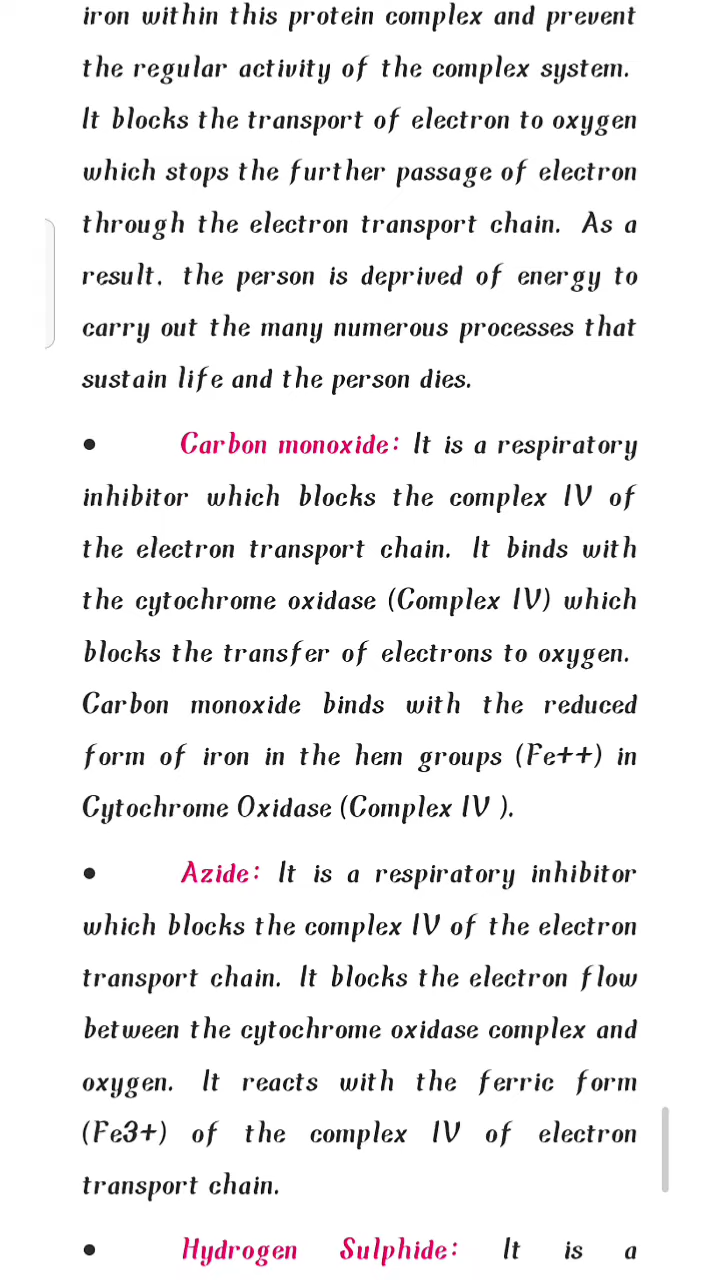 iron within this protein complex and prevent
the regular activity of the complex system.
It blocks the transport of electron to oxygen
which stops the further passage of electron
through the electron transport chain. As a
result, the person is deprived of energy to
carry out the many numerous processes that
sustain life and the person dies.
• Carbon monoxide: It is a respiratory
inhibitor which blocks the complex IV of
the electron transport chain. It binds with
the cytochrome oxidase (Complex IV) which
blocks the transfer of electrons to oxygen.
Carbon monoxide binds with the reduced
form of iron in the hem groups (Fe++) in
Cytochrome Oxidase (Complex IV ).
• Azide: It is a respiratory inhibitor
which blocks the complex IV of the electron
transport chain. It blocks the electron flow
between the cytochrome oxidase complex and
oxygen. It reacts with the ferric form
(Fe3+) of the complex IV of electron
transport chain.
• Hydrogen Sulphide: It is a